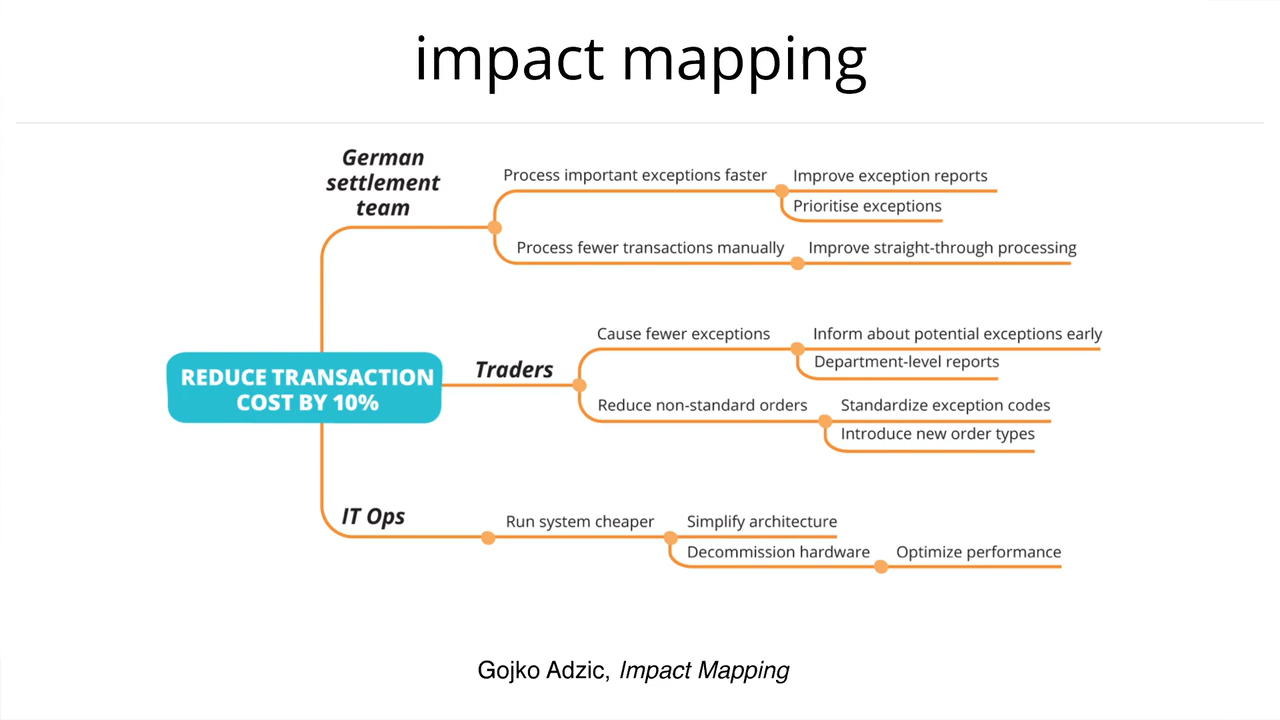 impact mapping
German
settlement
team
Process important exceptions faster
Improve exception reports
Prioritise exceptions
Process fewer transactions manually
Improve straight-through processing
REDUCE TRANSACTION
COST BY 10%
Traders
Cause fewer exceptions
Inform about potential exceptions early
Department-level reports
Reduce non-standard orders
Standardize exception codes
Introduce new order types
IT Ops
Run system cheaper
Simplify architecture
Decommission hardware
Optimize performance
Gojko Adzic, Impact Mapping